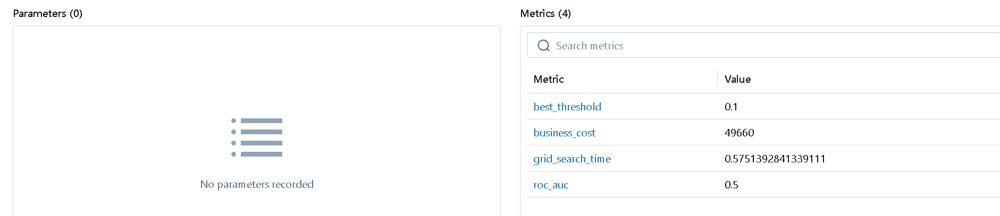 Parameters (0)
No parameters recorded
Metrics (4)
Search metrics
Metric Value
best_threshold 0.1
business_cost 49660
grid_search_time 0.5751392841339111
roc_auc 0.5